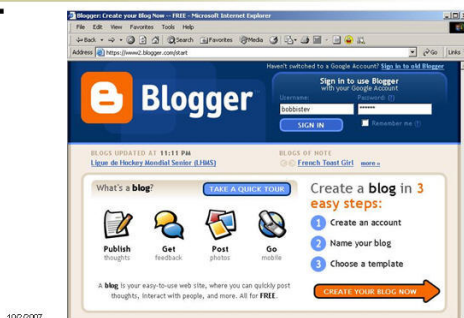 Blogger: Create your Blog Now -- FREE - Microsoft Internet Explorer
File Edit View Favorites Tools Help
Back Search Favorites Media
Address https://www2.blogger.com/start Go Links
Haven't switched to a Google Account? Sign in to old Blogger
Sign in to use Blogger
with your Google Account
Blogger
Username: Password: (?)
bobbistev ******
SIGN IN Remember me (?)
BLOGS UPDATED AT 11:11 PM BLOGS OF NOTE
Ligue de Hockey Mondial Senior (LHMS) French Toast Girl more »
What's a blog? TAKE A QUICK TOUR
Create a blog in 3
easy steps:
1 Create an account
2 Name your blog
3 Choose a template
CREATE YOUR BLOG NOW
Publish Get Post Go
thoughts feedback photos mobile
A blog is your easy-to-use web site, where you can quickly post
thoughts, interact with people, and more. All for FREE.
10/2/2007